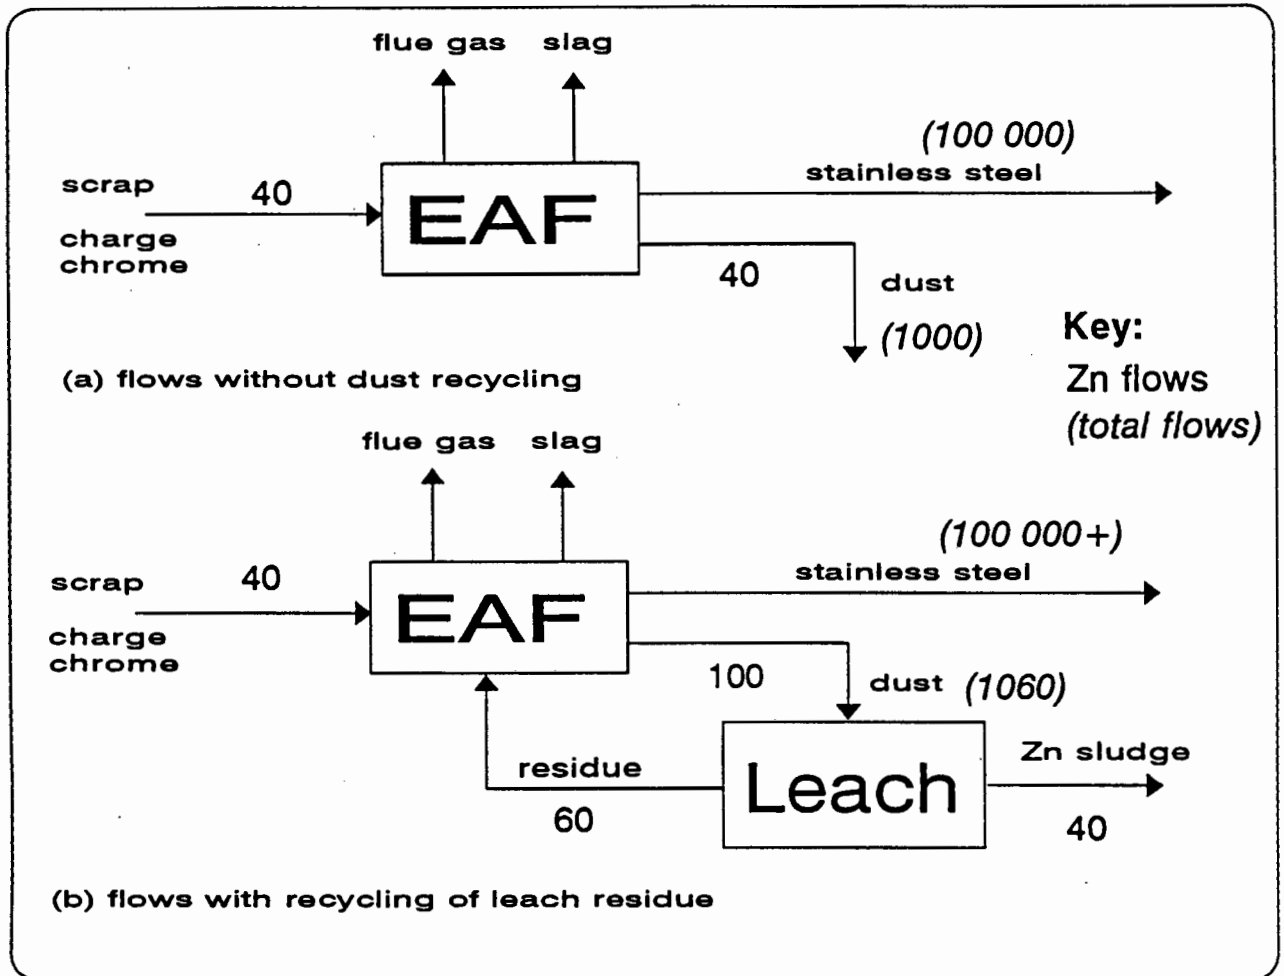 flue gas slag
(100 000)
stainless steel
scrap
40
EAF
charge
chrome
40
dust
(1000)
Key:
Zn flows
(total flows)
(a) flows without dust recycling
flue gas slag
(100 000+)
stainless steel
scrap
40
EAF
charge
chrome
100
dust (1060)
residue
60
Leach
Zn sludge
40
(b) flows with recycling of leach residue